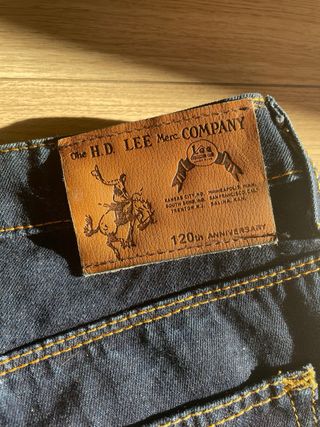 The H.D. LEE Merc COMPANY
Lee
KANSAS CITY, MO. MINNEAPOLIS, MINN.
SOUTH BEND, IND. SAN FRANCISCO, CAL.
TRENTON, N.J. SALINA, KAN.
120TH ANNIVERSARY